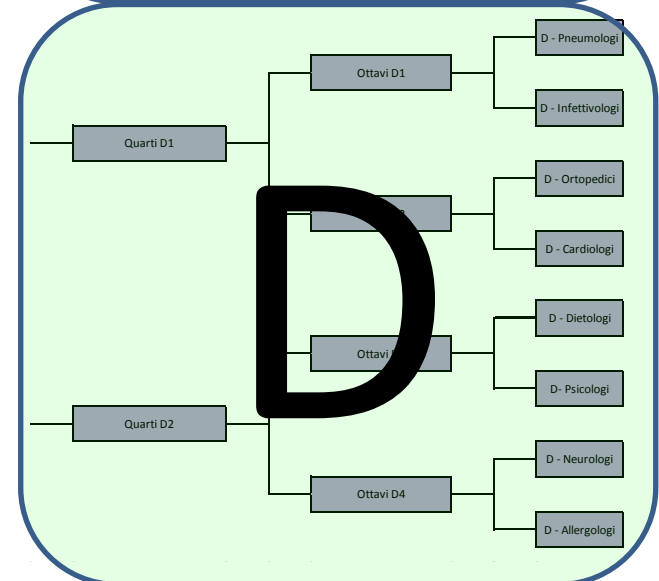 D - Pneumologi
Ottavi D1
D - Infettivologi
Quarti D1
D - Ortopedici
D - Cardiologi
D
D - Dietologi
Ottavi
D- Psicologi
Quarti D2
D - Neurologi
Ottavi D4
D - Allergologi